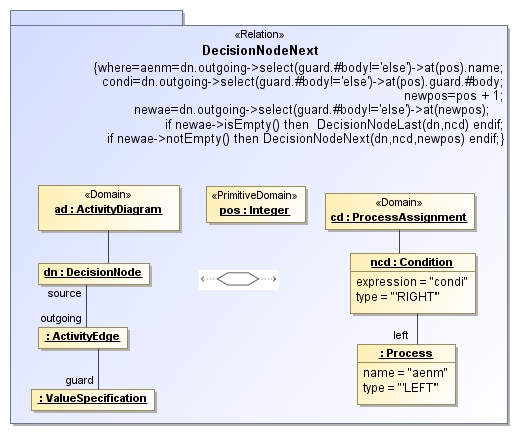 «Relation»
DecisionNodeNext
{where=aenm=dn.outgoing->select(guard.#body!='else')->at(pos).name;
condi=dn.outgoing->select(guard.#body!='else')->at(pos).guard.#body;
newpos=pos + 1;
newae=dn.outgoing->select(guard.#body!='else')->at(newpos);
if newae->isEmpty() then  DecisionNodeLast(dn,ncd) endif;
if newae->notEmpty() then DecisionNodeNext(dn,ncd,newpos) endif;}
«Domain»
ad : ActivityDiagram
«PrimitiveDomain»
pos : Integer
«Domain»
cd : ProcessAssignment
dn : DecisionNode
source
outgoing
: ActivityEdge
guard
: ValueSpecification
ncd : Condition
expression = "condi"
type = "'RIGHT'"
left
: Process
name = "aenm"
type = "'LEFT'"